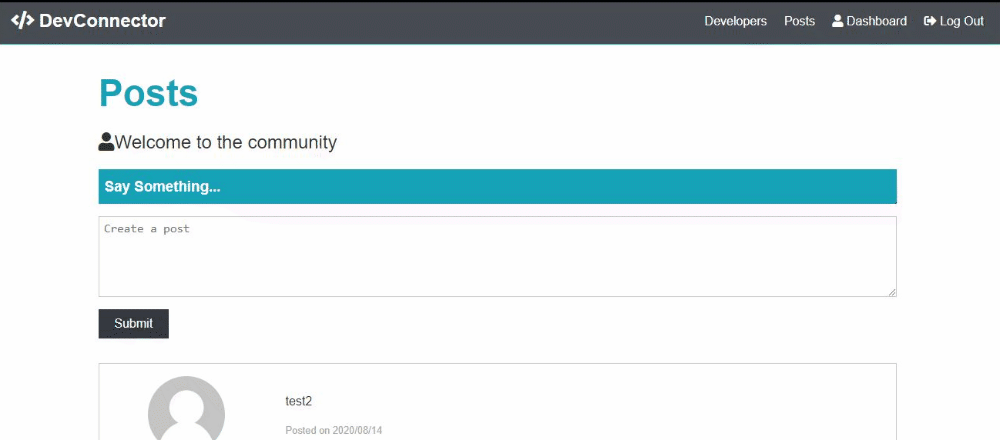 DevConnector
Developers Posts Dashboard Log Out
Posts
Welcome to the community
Say Something...
Create a post
Submit
test2
Posted on 2020/08/14